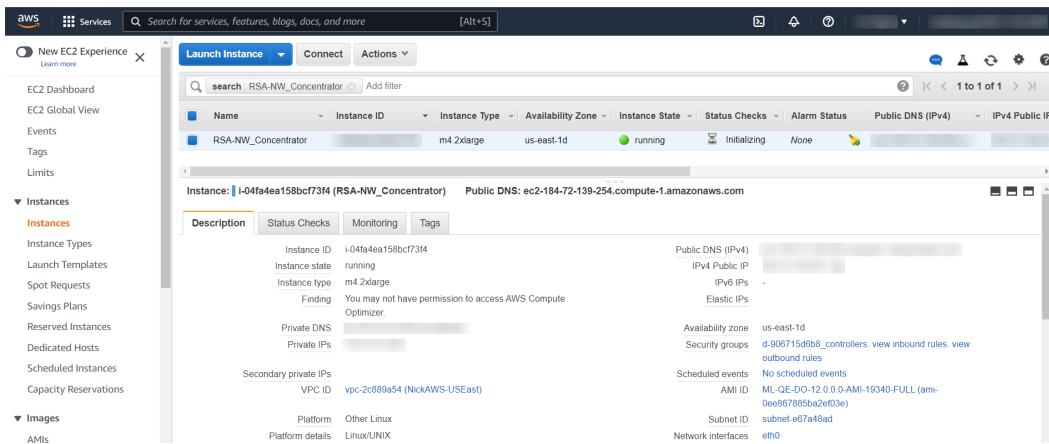 aws Services Search for services, features, blogs, docs, and more [Alt+S]
New EC2 Experience
Learn more
EC2 Dashboard
EC2 Global View
Events
Tags
Limits
Instances
Instances
Instance Types
Launch Templates
Spot Requests
Savings Plans
Reserved Instances
Dedicated Hosts
Scheduled Instances
Capacity Reservations
Images
AMIs
Launch Instance Connect Actions
search : RSA-NW_Concentrator Add filter 1 to 1 of 1
Name Instance ID Instance Type Availability Zone Instance State Status Checks Alarm Status Public DNS (IPv4) IPv4 Public IP
RSA-NW_Concentrator m4.2xlarge us-east-1d running Initializing None
Instance: i-04fa4ea158bcf73f4 (RSA-NW_Concentrator) Public DNS: ec2-184-72-139-254.compute-1.amazonaws.com
Description Status Checks Monitoring Tags
Instance ID i-04fa4ea158bcf73f4 Public DNS (IPv4)
Instance state running IPv4 Public IP
Instance type m4.2xlarge IPv6 IPs -
Finding You may not have permission to access AWS Compute Elastic IPs
Optimizer.
Private DNS Availability zone us-east-1d
Private IPs Security groups d-906715d6b8_controllers. view inbound rules. view
outbound rules
Secondary private IPs Scheduled events No scheduled events
VPC ID vpc-2c889a54 (NickAWS-USEast) AMI ID ML-QE-DO-12.0.0.0-AMI-19340-FULL (ami-
0ee867885ba2ef03e)
Platform Other Linux Subnet ID subnet-e67a48ad
Platform details Linux/UNIX Network interfaces eth0